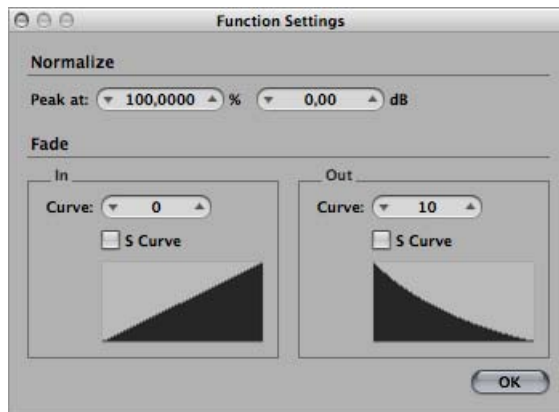 Function Settings
Normalize
Peak at: 100,0000 % 0,00 dB
Fade
In
Curve: 0
S Curve
Out
Curve: 10
S Curve
OK